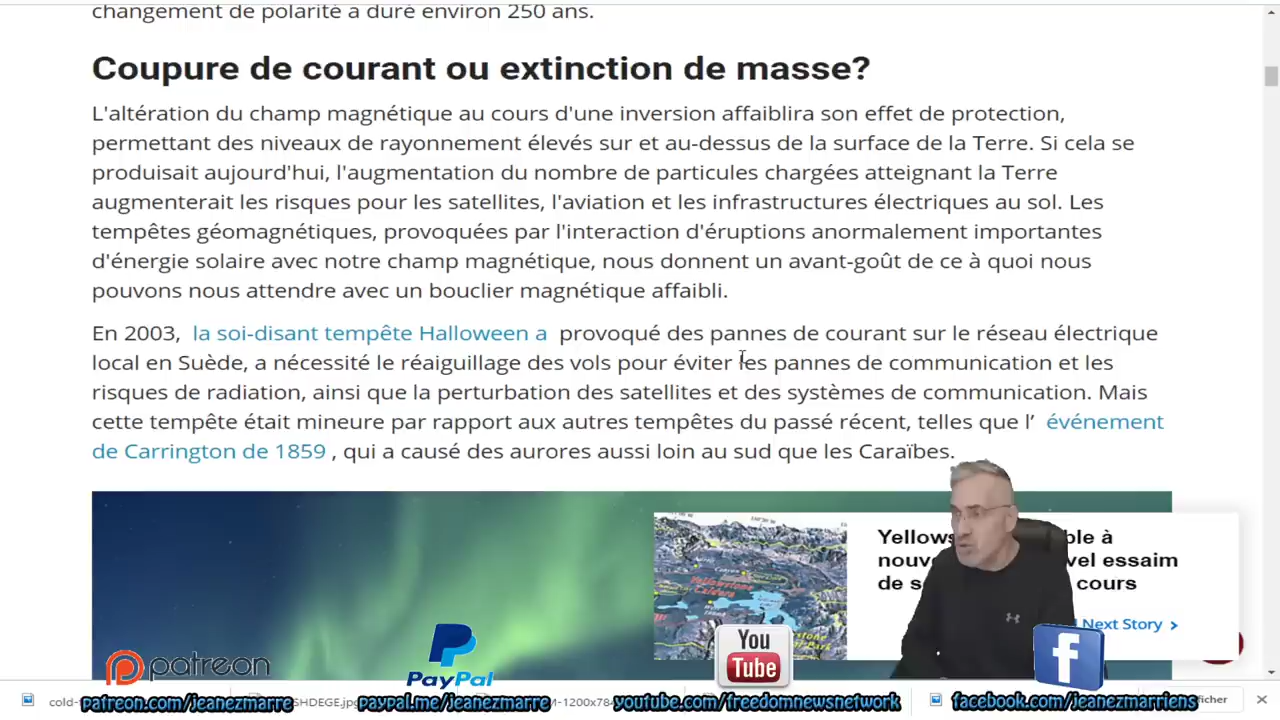 changement de polarité a duré environ 250 ans.
Coupure de courant ou extinction de masse?
L'altération du champ magnétique au cours d'une inversion affaiblira son effet de protection,
permettant des niveaux de rayonnement élevés sur et au-dessus de la surface de la Terre. Si cela se
produisait aujourd'hui, l'augmentation du nombre de particules chargées atteignant la Terre
augmenterait les risques pour les satellites, l'aviation et les infrastructures électriques au sol. Les
tempêtes géomagnétiques, provoquées par l'interaction d'éruptions anormalement importantes
d'énergie solaire avec notre champ magnétique, nous donnent un avant-goût de ce à quoi nous
pouvons nous attendre avec un bouclier magnétique affaibli.
En 2003, la soi-disant tempête Halloween a provoqué des pannes de courant sur le réseau électrique
local en Suède, a nécessité le réaiguillage des vols pour éviter les pannes de communication et les
risques de radiation, ainsi que la perturbation des satellites et des systèmes de communication. Mais
cette tempête était mineure par rapport aux autres tempêtes du passé récent, telles que l’ événement
de Carrington de 1859 , qui a causé des aurores aussi loin au sud que les Caraïbes.
Yellows ble à
nouv vel essaim
de s cours
Next Story >
patreon
PayPal
You
Tube
patreon.com/jeanezmarre
paypal.me/jeanezmarre
youtube.com/freedomnewsnetwork
facebook.com/jeanezmarriens